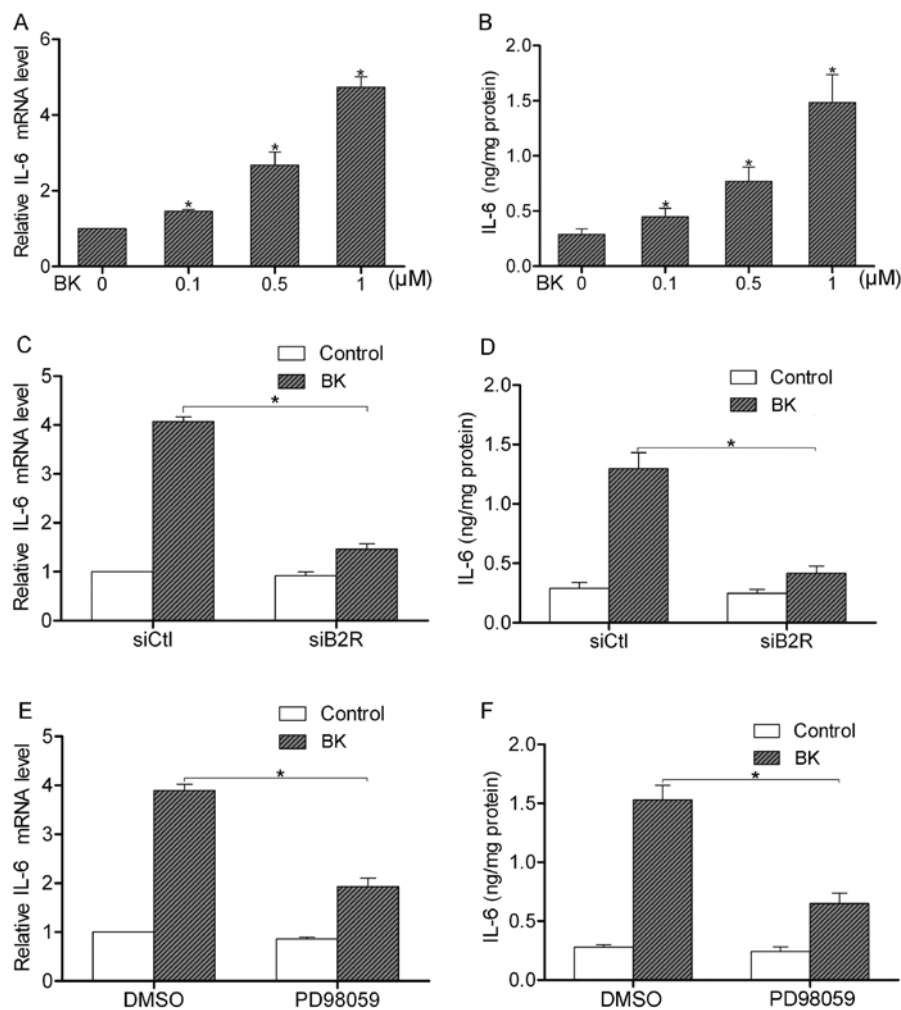 A
Relative IL-6 mRNA level
6
4
2
0
*
*
*
BK 0 0.1 0.5 1 (μM)
B
IL-6 (ng/mg protein)
2.0
1.5
1.0
0.5
0.0
*
*
*
BK 0 0.1 0.5 1 (μM)
C
Control
BK
Relative IL-6 mRNA level
5
4
3
2
1
0
*
siCtl siB2R
D
Control
BK
IL-6 (ng/mg protein)
2.0
1.5
1.0
0.5
0.0
*
siCtl siB2R
E
Control
BK
Relative IL-6 mRNA level
5
4
3
2
1
0
*
DMSO PD98059
F
Control
BK
IL-6 (ng/mg protein)
2.0
1.5
1.0
0.5
0.0
*
DMSO PD98059